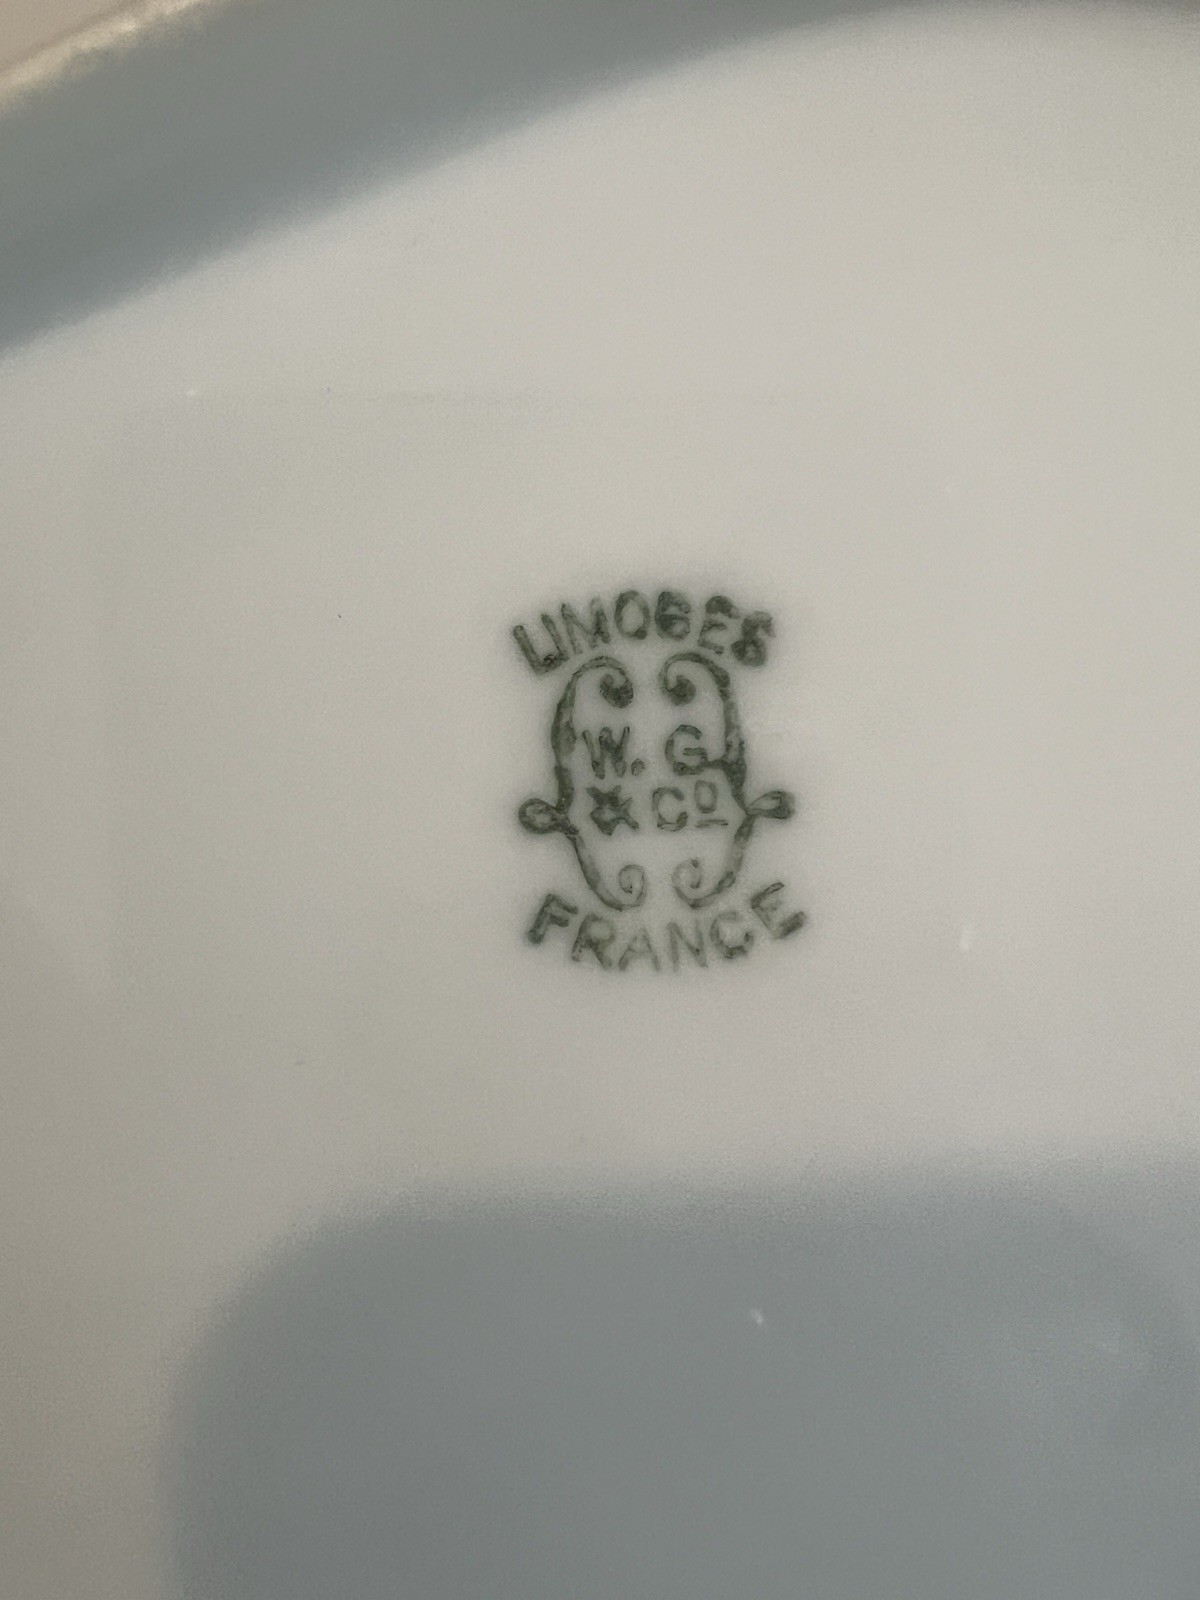 LIMOGES
W. G
& Cº
FRANCE